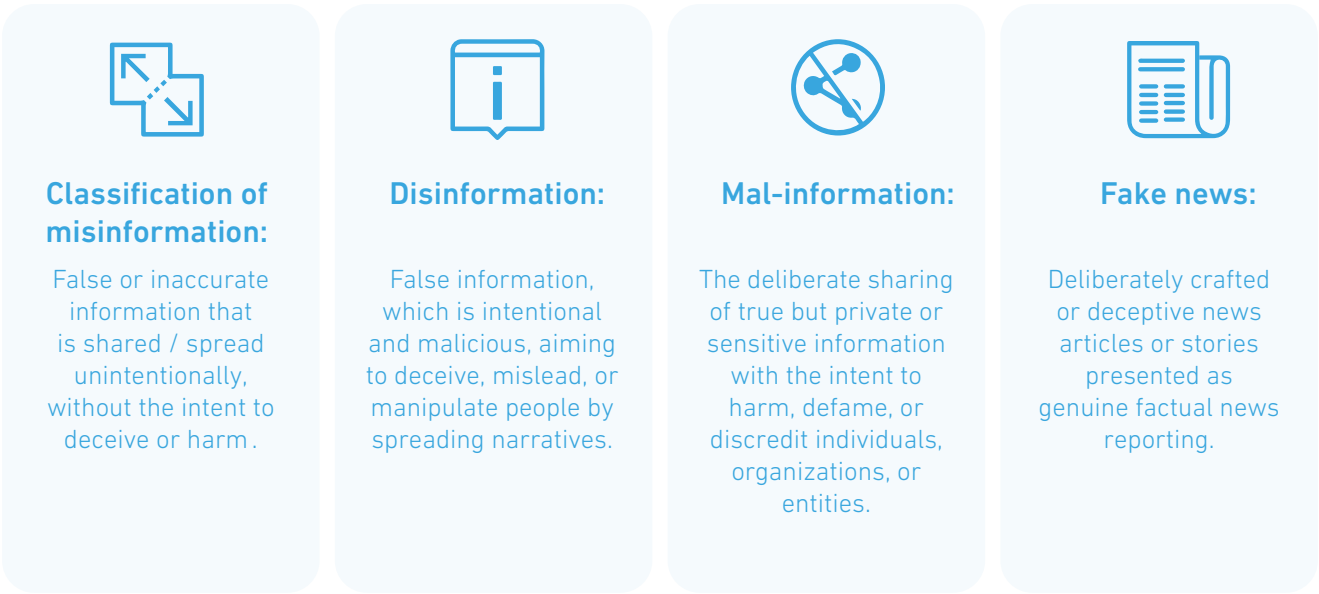 Classification of
misinformation:
False or inaccurate
information that
is shared / spread
unintentionally,
without the intent to
deceive or harm.
Disinformation:
False information,
which is intentional
and malicious, aiming
to deceive, mislead, or
manipulate people by
spreading narratives.
Mal-information:
The deliberate sharing
of true but private or
sensitive information
with the intent to
harm, defame, or
discredit individuals,
organizations, or
entities.
Fake news:
Deliberately crafted
or deceptive news
articles or stories
presented as
genuine factual news
reporting.